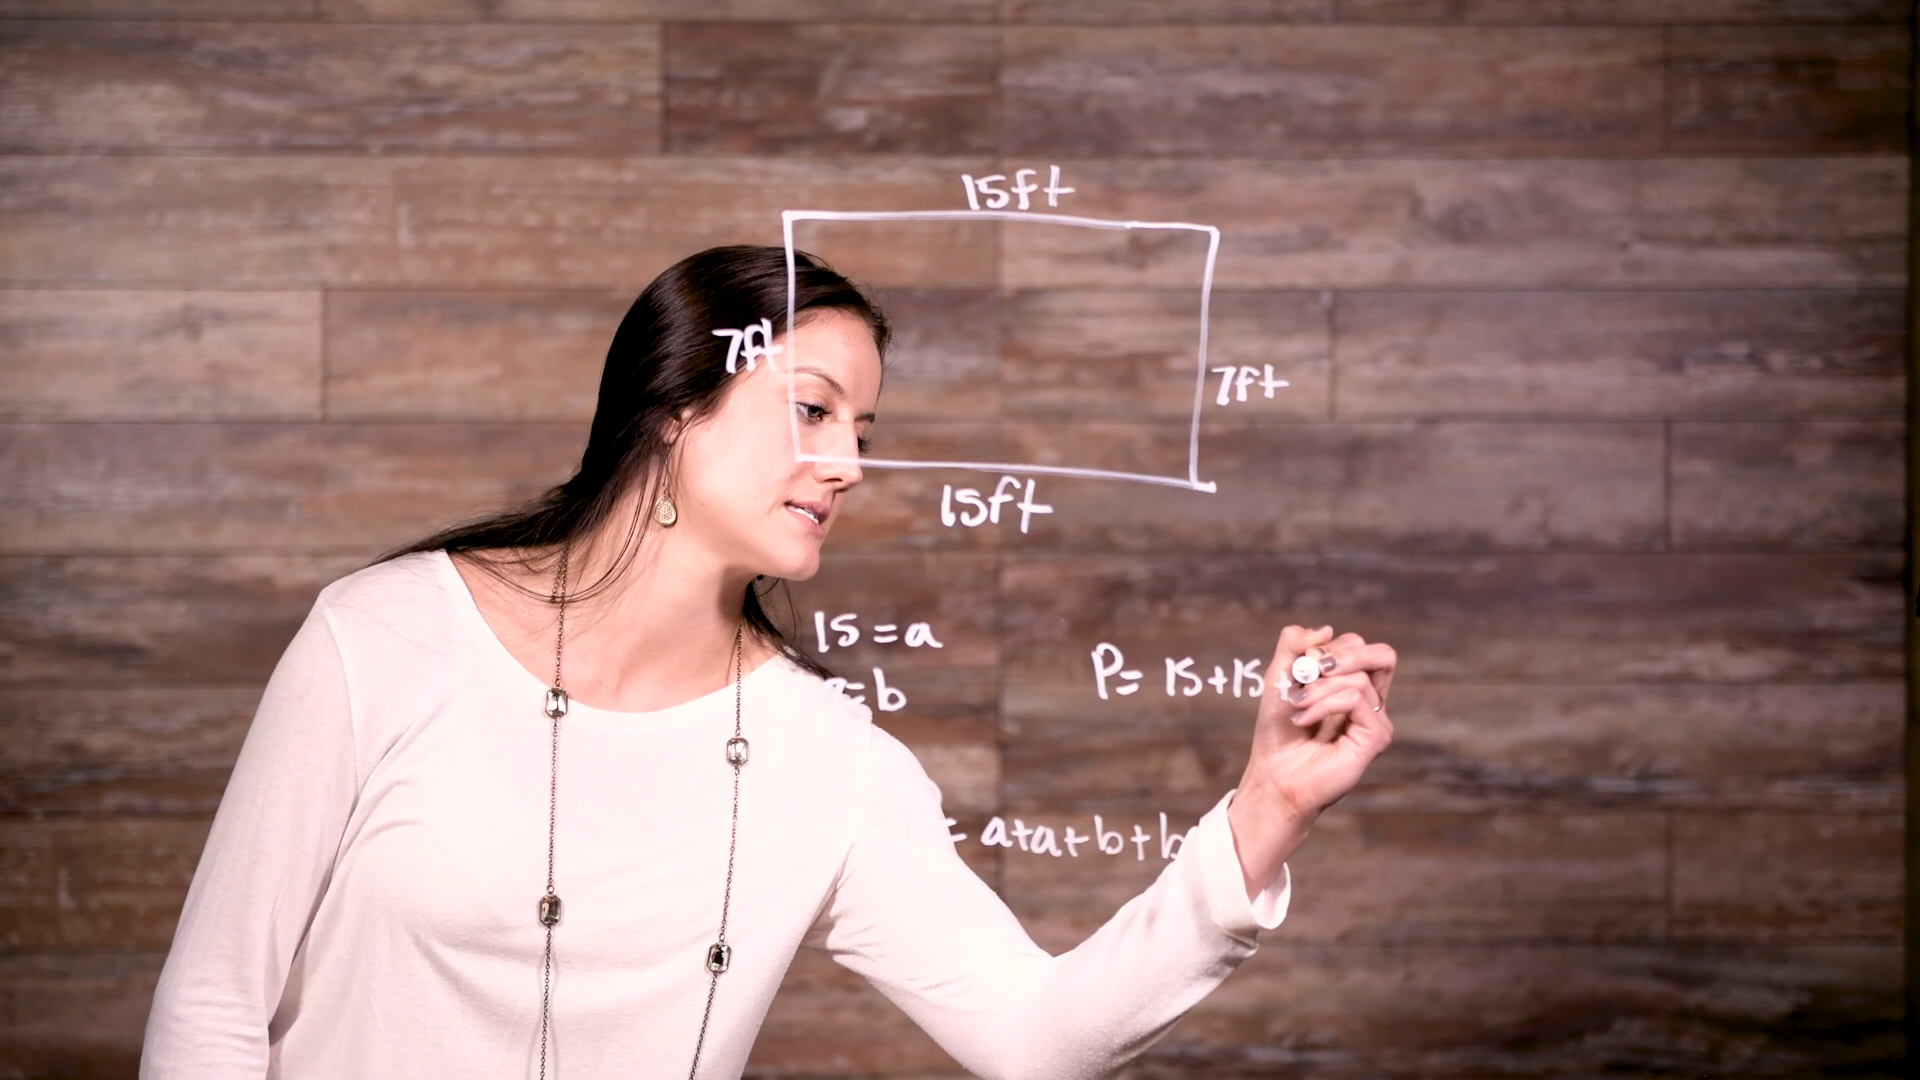 15ft
7ft
7ft
15ft
15 = a
= b
P= 15+15+
= a+a+b+b